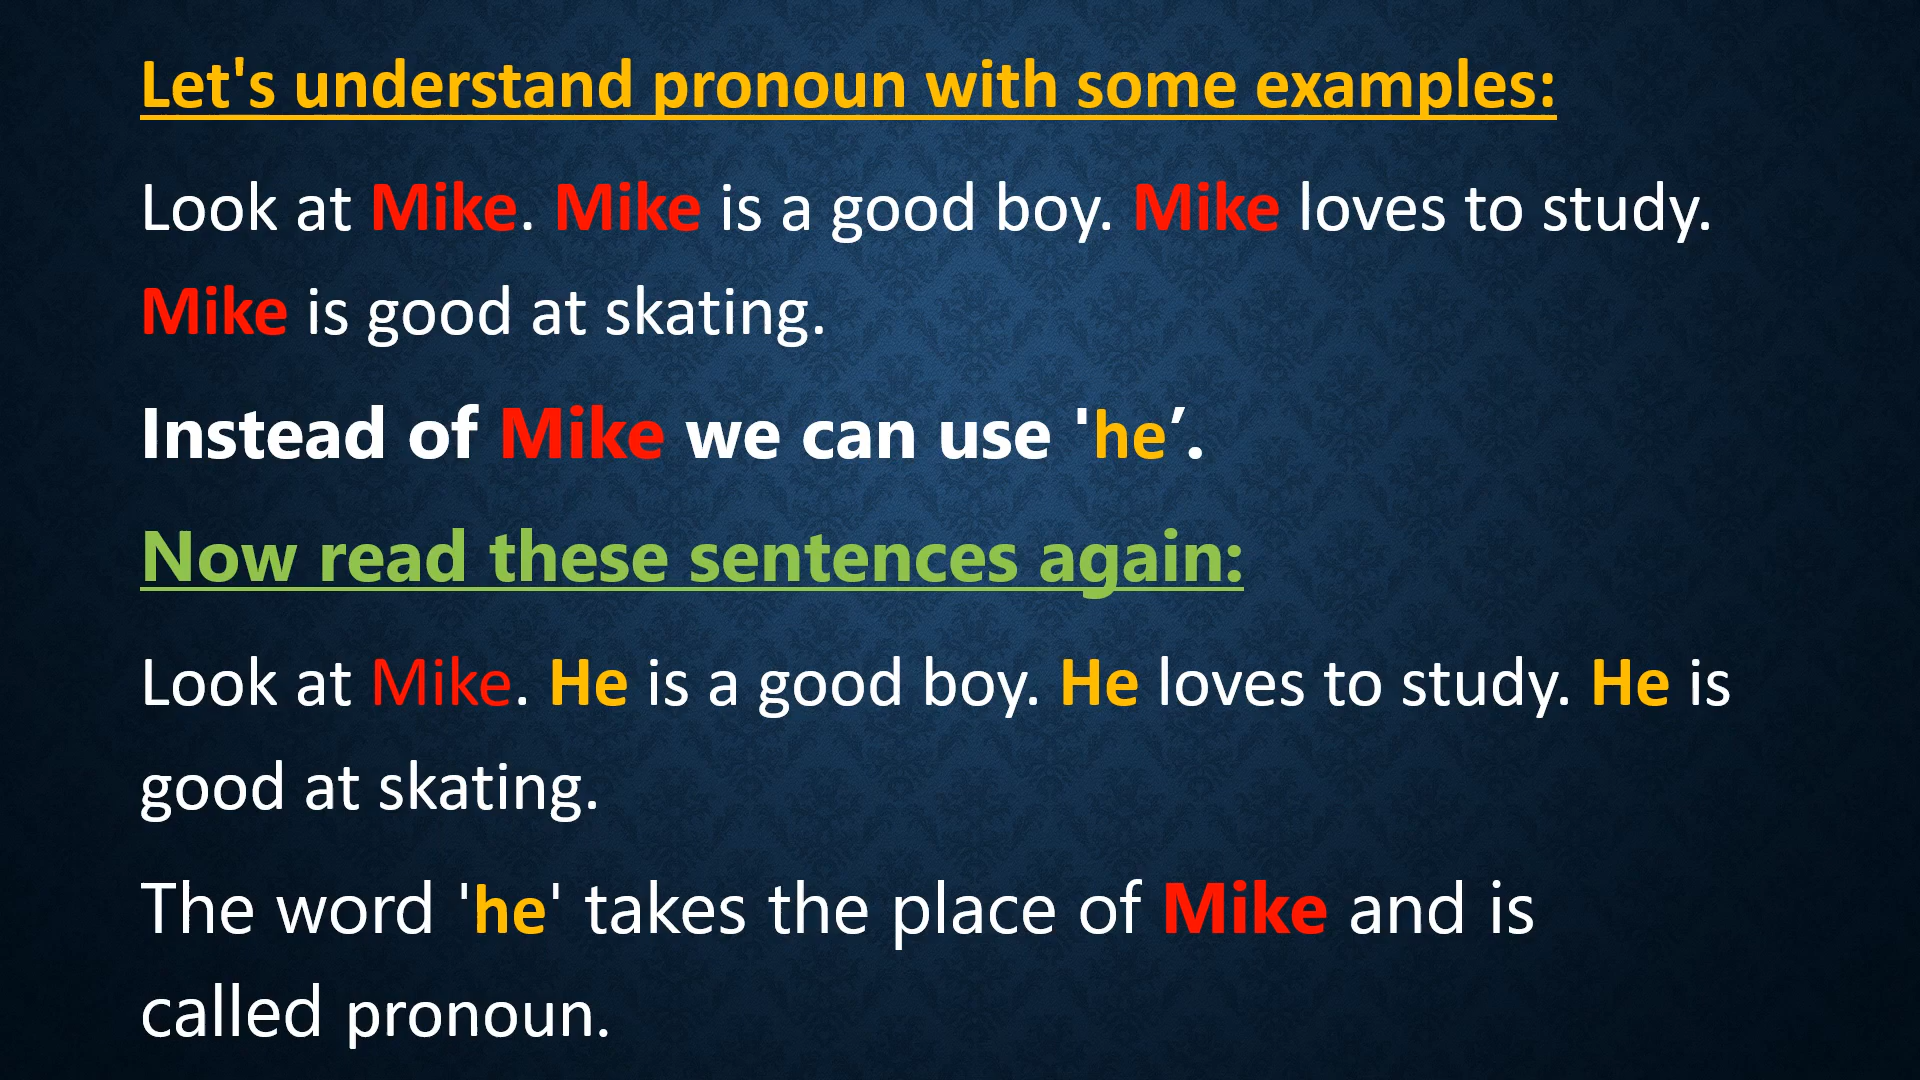 Let's understand pronoun with some examples:
Look at Mike. Mike is a good boy. Mike loves to study.
Mike is good at skating.
Instead of Mike we can use 'he’.
Now read these sentences again:
Look at Mike. He is a good boy. He loves to study. He is
good at skating.
The word 'he' takes the place of Mike and is
called pronoun.